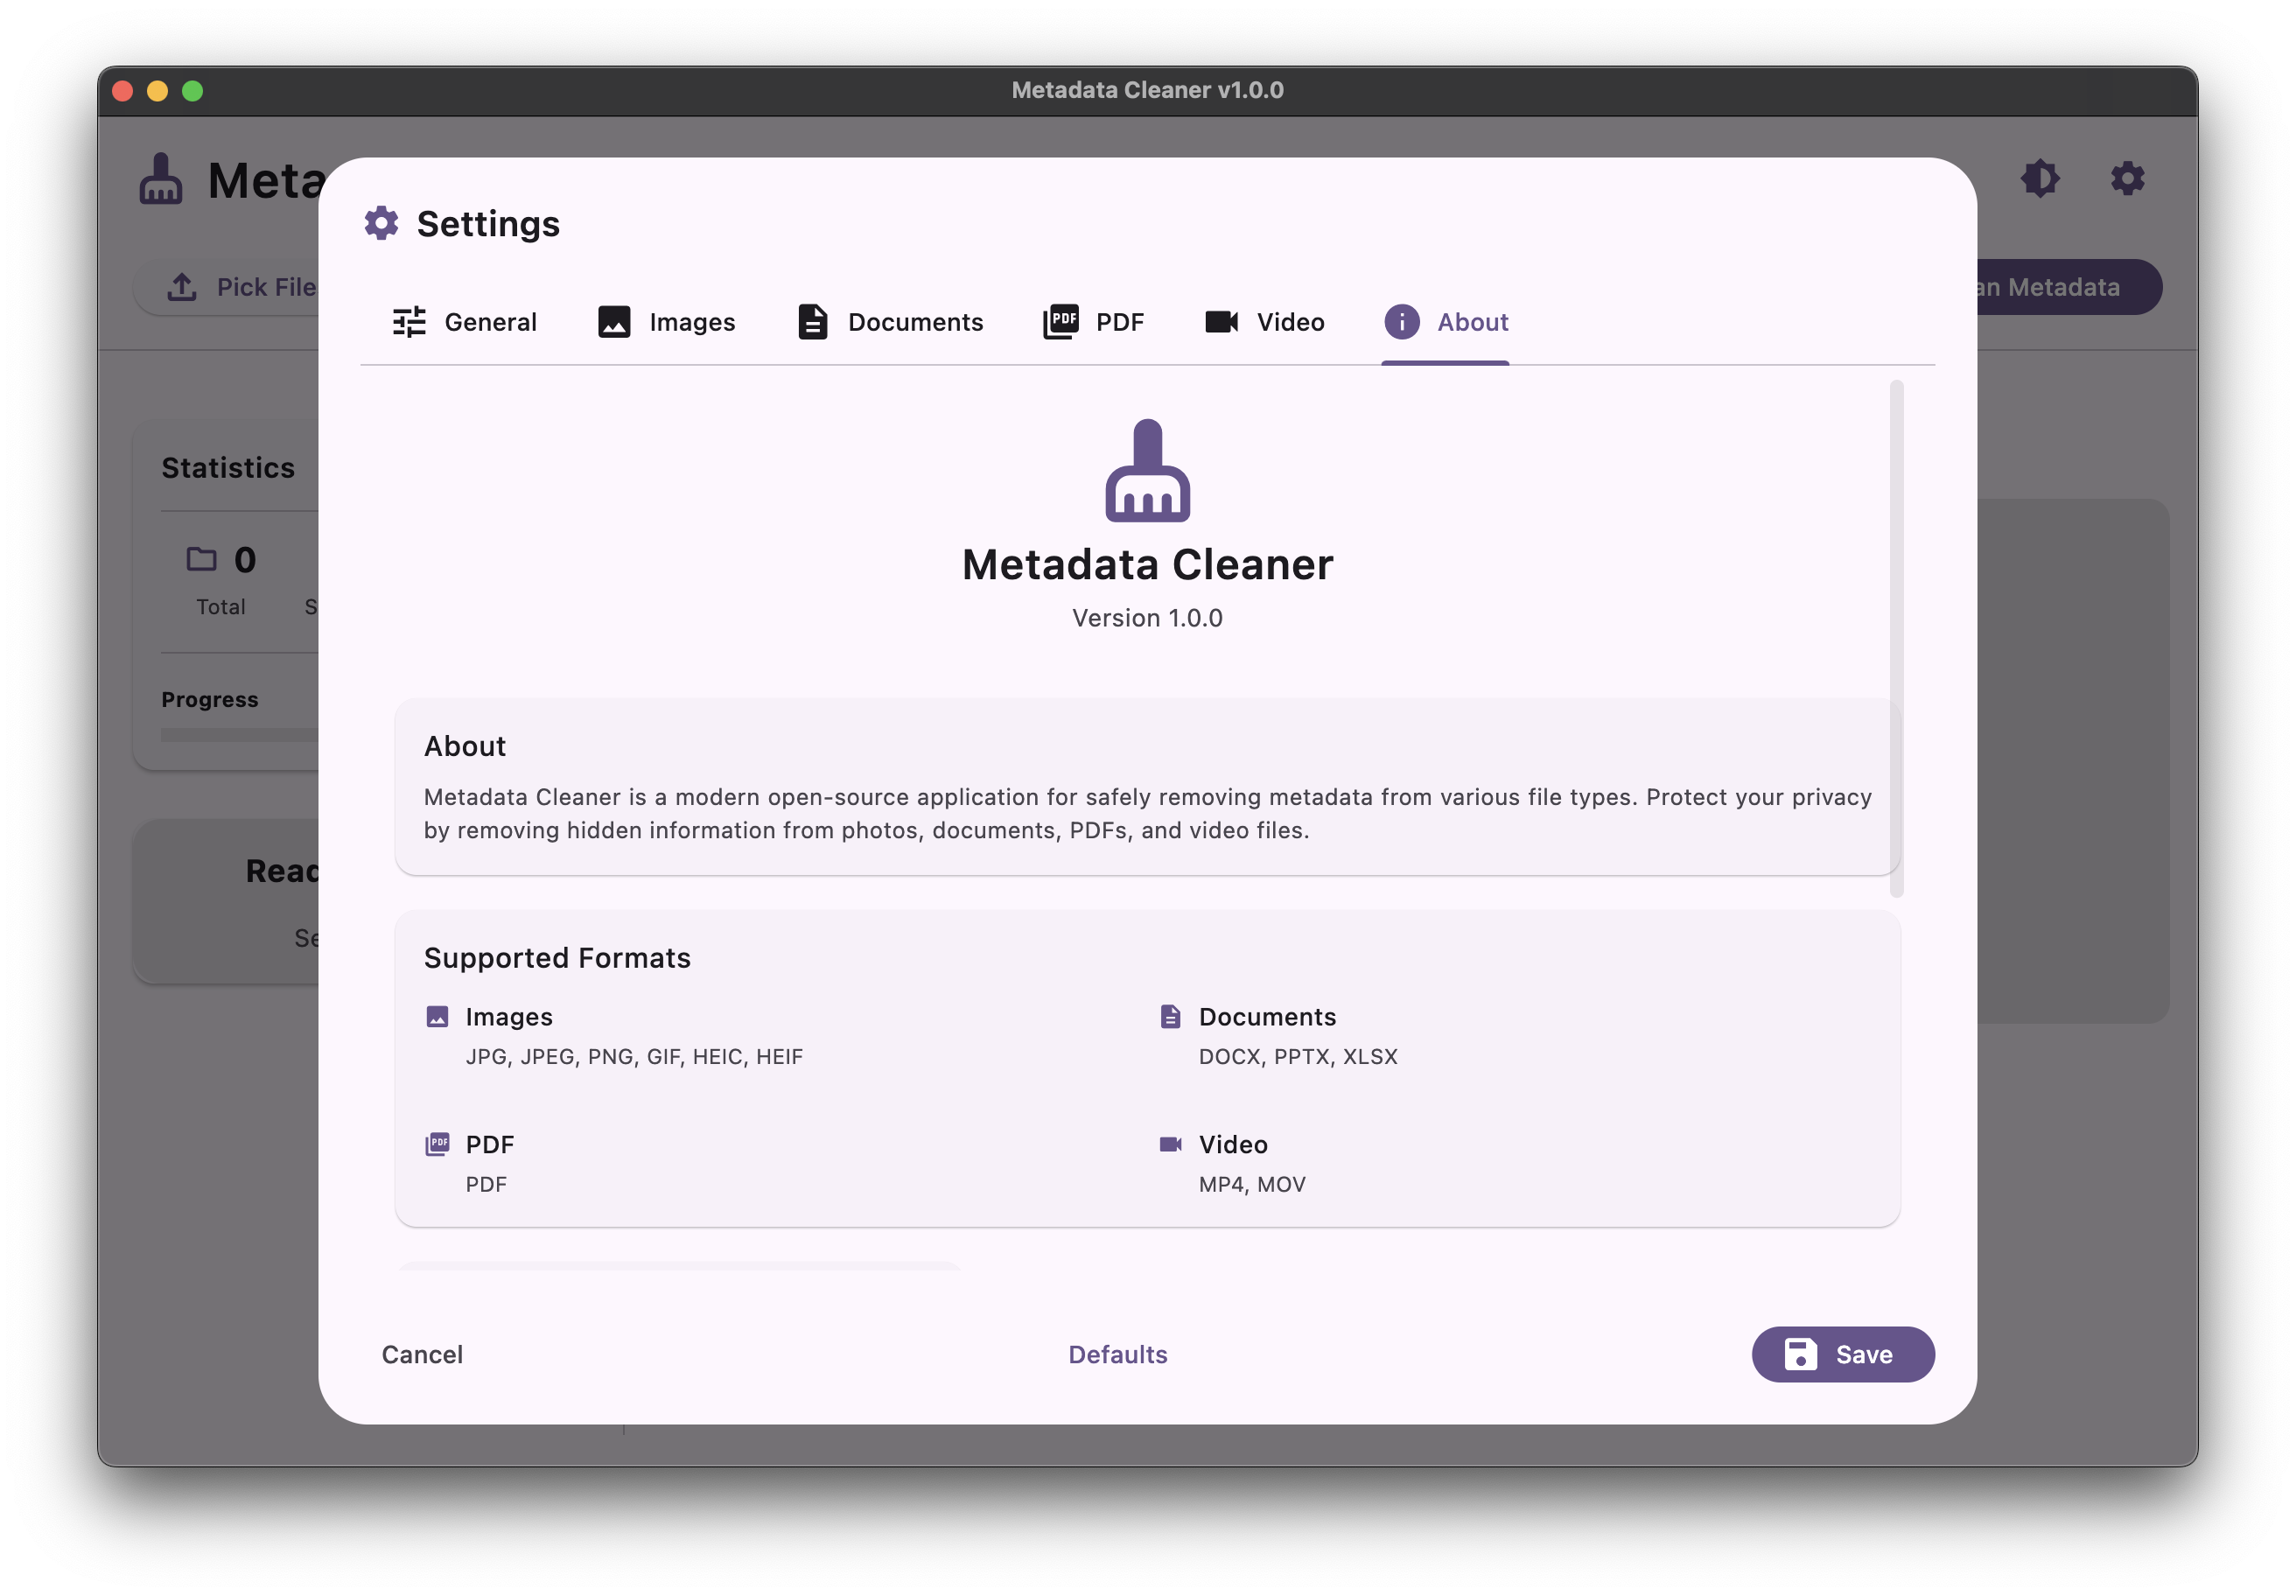 Metadata Cleaner v1.0.0
Settings
General Images Documents PDF Video About
Pick File
Metadata
Metadata Cleaner
Version 1.0.0
Statistics
0
Total
Progress
About
Metadata Cleaner is a modern open-source application for safely removing metadata from various file types. Protect your privacy
by removing hidden information from photos, documents, PDFs, and video files.
Supported Formats
Images
JPG, JPEG, PNG, GIF, HEIC, HEIF
Documents
DOCX, PPTX, XLSX
PDF
PDF
Video
MP4, MOV
Cancel
Defaults
Save